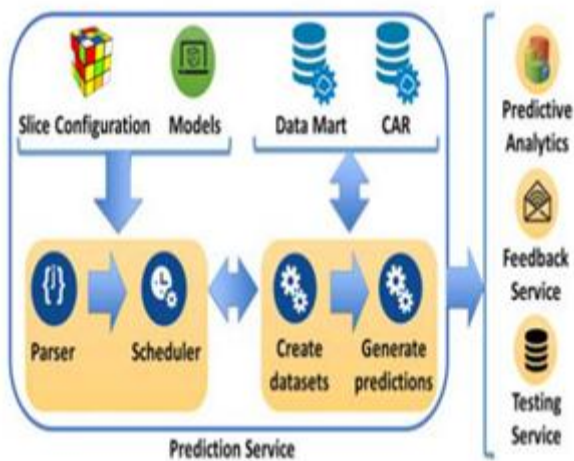 Slice Configuration
Models
Data Mart
CAR
Parser
Scheduler
Create
datasets
Generate
predictions
Prediction Service
Predictive
Analytics
Feedback
Service
Testing
Service